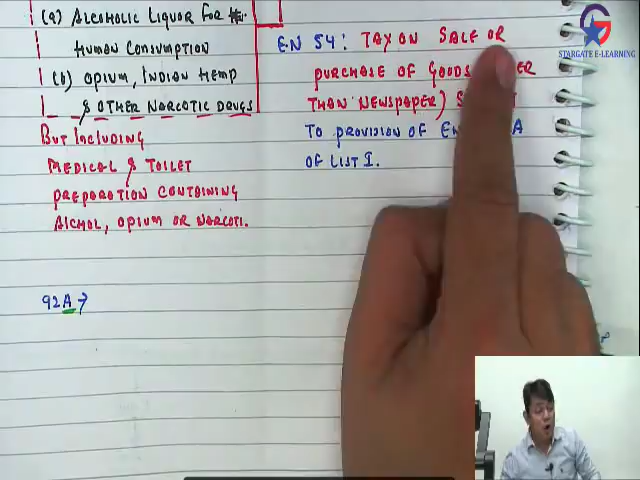 (a) ALCOHOLIC LIQUOR FOR
HUMAN CONSUMPTION
(b) OPIUM, INDIAN HEMP
& OTHER NARCOTIC DRUGS
BUT INCLUDING
MEDICAL & TOILET
PREPARATION CONTAINING
ALCHOL, OPIUM OR NARCOTI.
92A →
EN 54: TAX ON SALE OR
PURCHASE OF GOODS
THAN NEWSPAPER)
TO PROVISION OF
OF LIST I.
STARGATE E-LEARNING